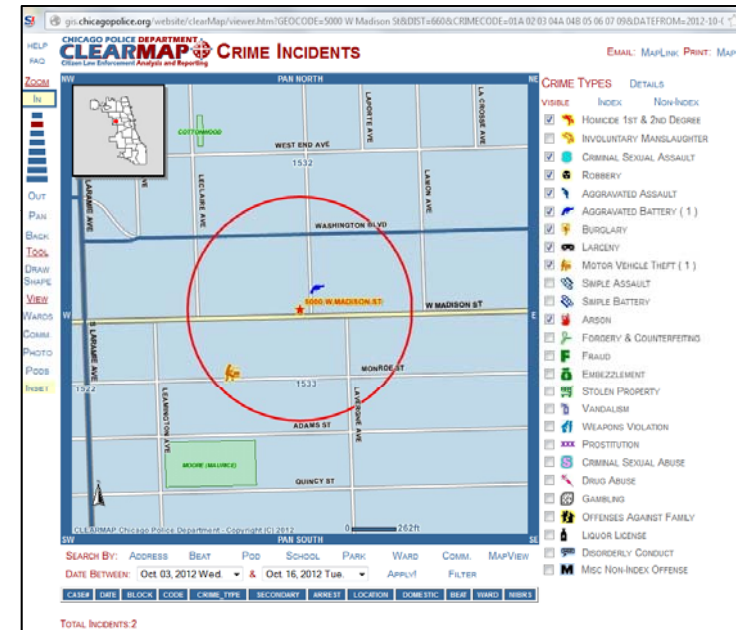 gis.chicagopolice.org/website/clearMap/viewer.htm?GEOCODE=5000 W Madison St&DIST=660&CRIMECODE=01A 02 03 04A 04B 05 06 07 09&DATEFROM=2012-10-
HELP
FAQ
CHICAGO POLICE DEPARTMENT
CLEARMAP
Citizen Law Enforcement Analysis and Reporting
CRIME INCIDENTS
EMAIL: MAPLINK PRINT: MAP
ZOOM
IN
OUT
PAN
BACK
TOOL
DRAW
SHAPE
VIEW
WARDS
COMM.
PHOTO
PODS
INDEX
NW
PAN NORTH
NE
COTTONWOOD
LAPORTE AVE
LA CROSSE AVE
WEST END AVE
1532
LARAMIE AVE
LECLAIRE AVE
LAMON AVE
WASHINGTON BLVD
5000 W.MADISON ST
W MADISON ST
W
E
S LARAMIE AVE
MONROE ST
1533
1522
LEAMINGTON AVE
LAVERGNE AVE
ADAMS ST
MOORE (MAURICE)
QUINCY ST
CLEARMAP Chicago Police Department - Copyright (C) 2012
0 262ft
SW
PAN SOUTH
SE
CRIME TYPES DETAILS
VISIBLE INDEX NON-INDEX
HOMICIDE 1ST & 2ND DEGREE
INVOLUNTARY MANSLAUGHTER
CRIMINAL SEXUAL ASSAULT
ROBBERY
AGGRAVATED ASSAULT
AGGRAVATED BATTERY ( 1 )
BURGLARY
LARCENY
MOTOR VEHICLE THEFT ( 1 )
SIMPLE ASSAULT
SIMPLE BATTERY
ARSON
FORGERY & COUNTERFEITING
FRAUD
EMBEZZLEMENT
STOLEN PROPERTY
VANDALISM
WEAPONS VIOLATION
XXX PROSTITUTION
CRIMINAL SEXUAL ABUSE
DRUG ABUSE
GAMBLING
OFFENSES AGAINST FAMILY
LIQUOR LICENSE
DISORDERLY CONDUCT
MISC NON-INDEX OFFENSE
SEARCH BY: ADDRESS BEAT POD SCHOOL PARK WARD COMM. MAPVIEW
DATE BETWEEN: Oct 03, 2012 Wed. & Oct 16, 2012 Tue. APPLY! FILTER
CASE# DATE BLOCK CODE CRIME_TYPE SECONDARY ARREST LOCATION DOMESTIC BEAT WARD NIBRS
TOTAL INCIDENTS:2